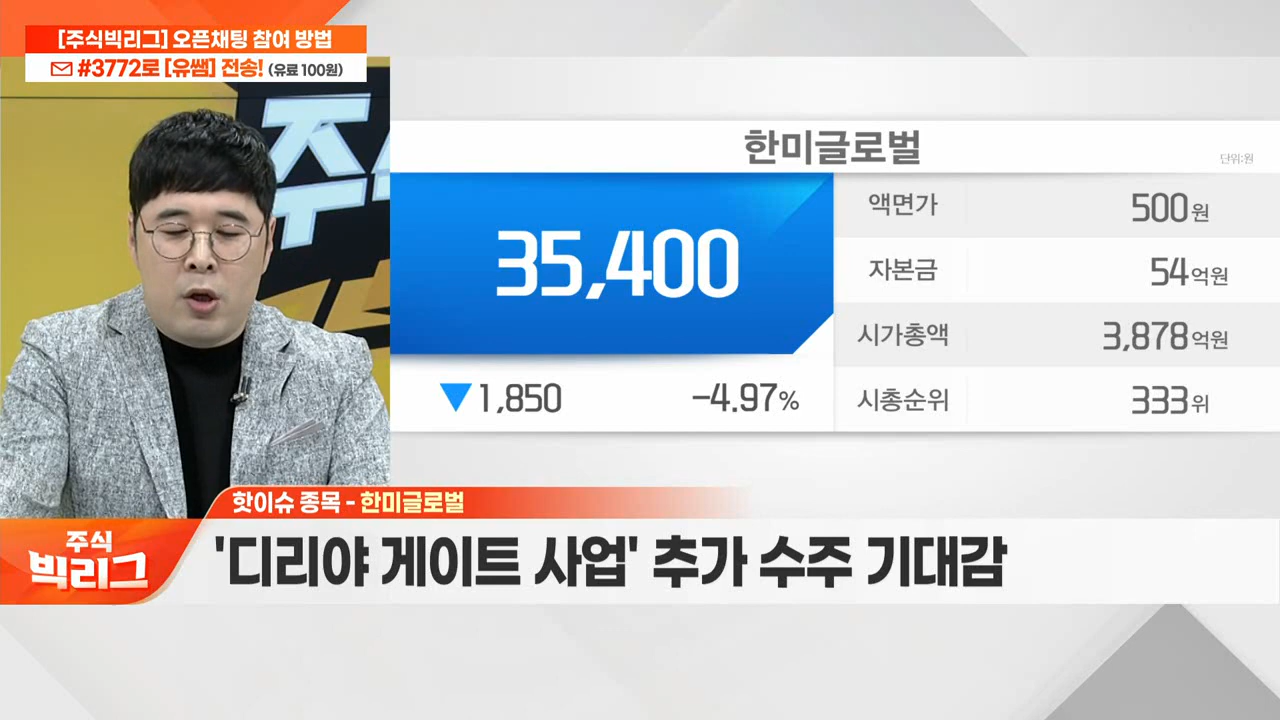 [주식빅리그] 오픈채팅 참여 방법
#3772로 [유쌤] 전송! (유료 100원)
주
한미글로벌
단위:원
35,400
▼1,850 -4.97%
액면가 500원
자본금 54억원
시가총액 3,878억원
시총순위 333위
핫이슈 종목 - 한미글로벌
주식
빅리그
'디리야 게이트 사업' 추가 수주 기대감